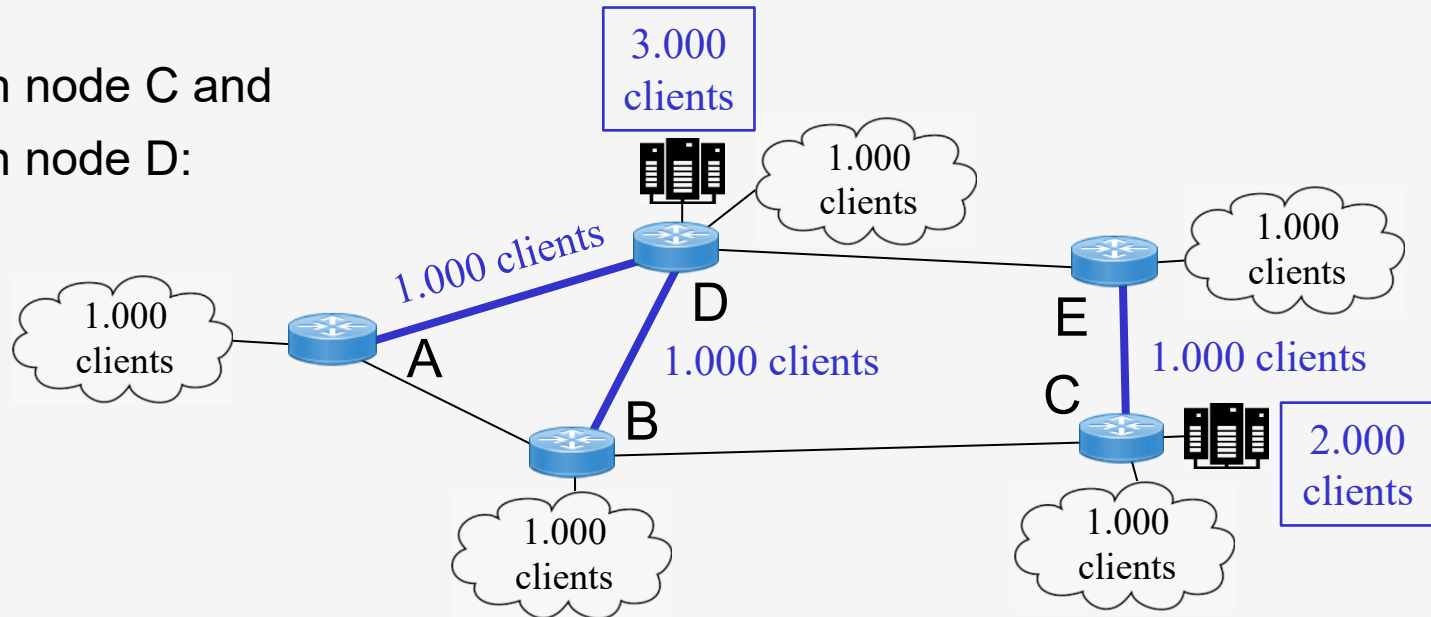 n node C and
n node D:
3.000
clients
1.000
clients
1.000
clients
1.000 clients
D
E
1.000
clients
A
1.000 clients
1.000 clients
B
C
2.000
clients
1.000
clients
1.000
clients